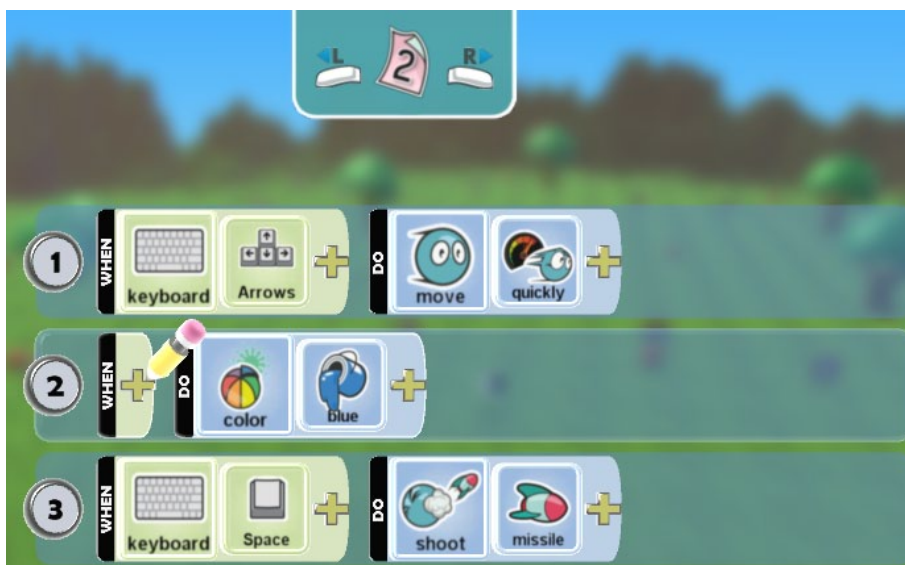 L 2 R
1 WHEN keyboard Arrows DO move quickly
2 WHEN DO color blue
3 WHEN keyboard Space DO shoot missile